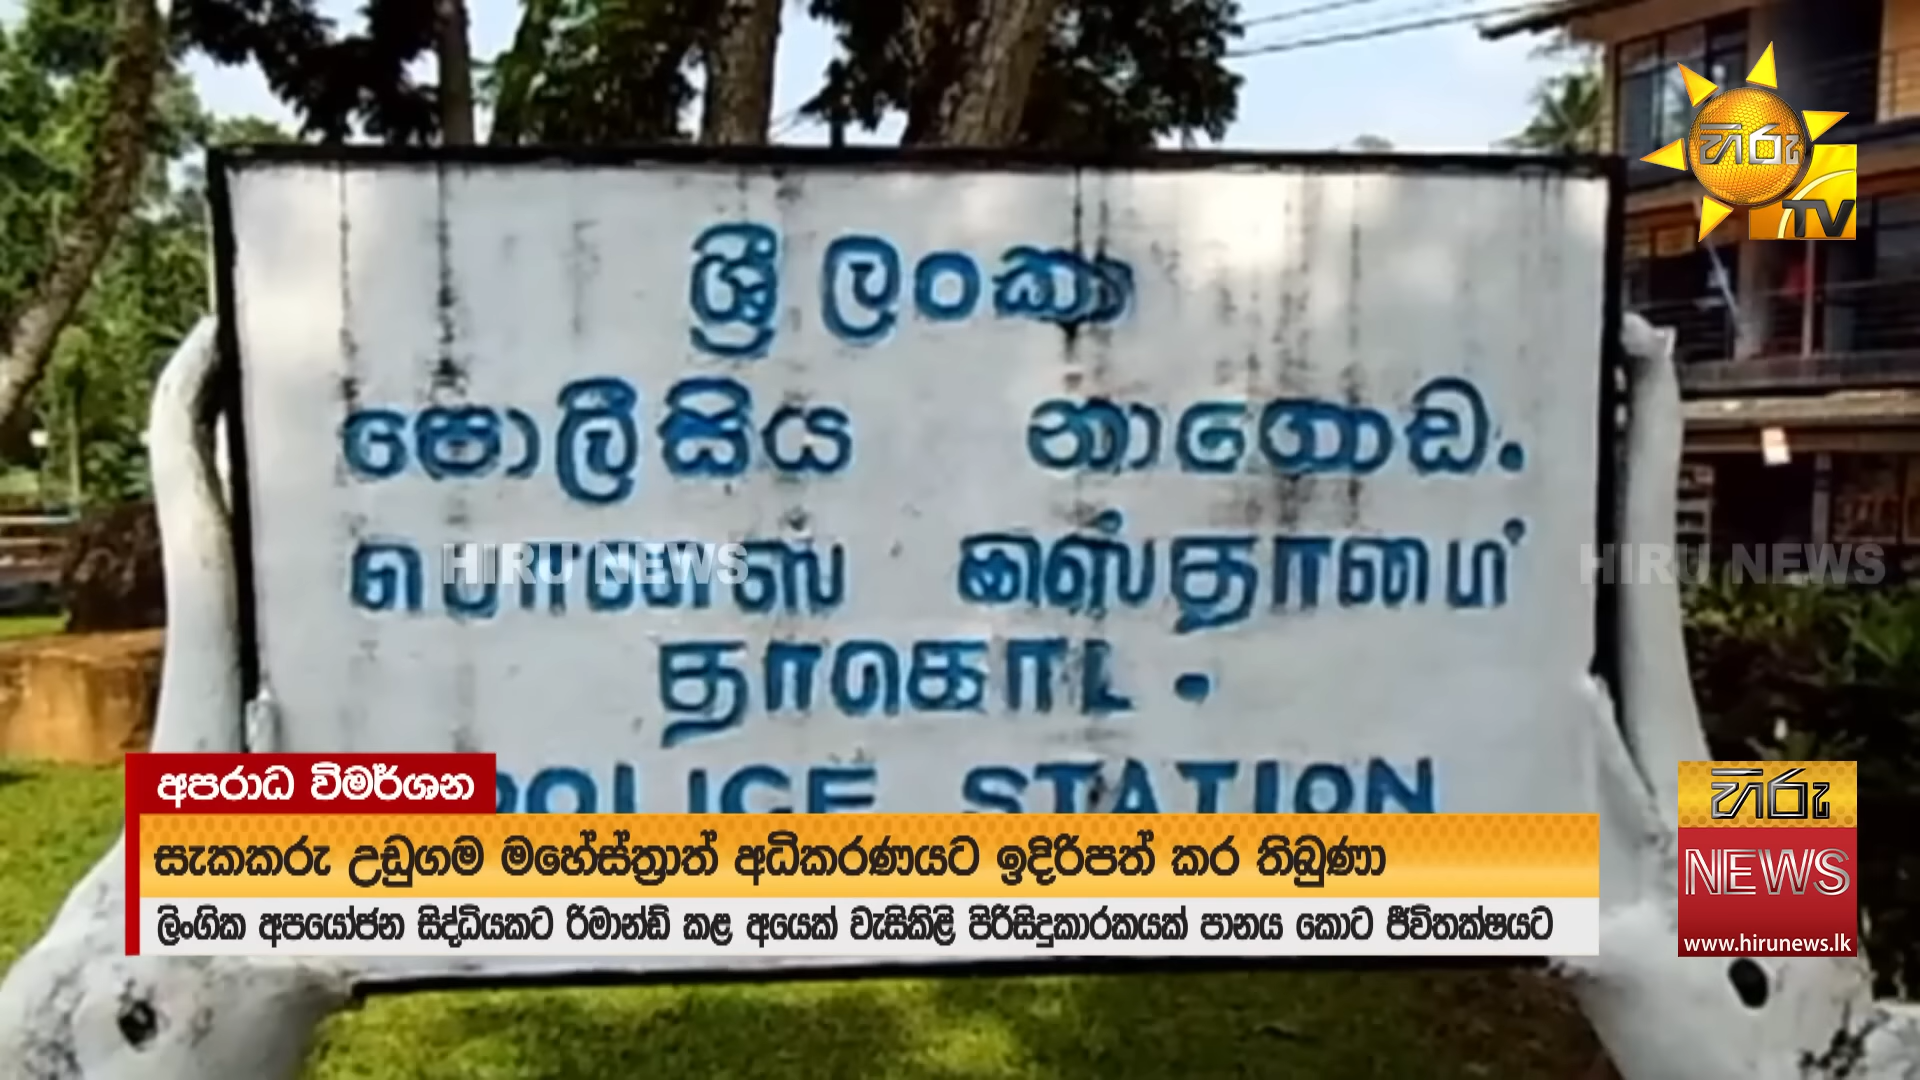 හිරු
TV
ශ්‍රී ලංකා
පොලීසිය නාගොඩ.
HIRU NEWS HIRU NEWS
பொலிஸ்
POLICE STATION
අපරාධ විමර්ශන
සැකකරු උඩුගම මහේස්ත්‍රාත් අධිකරණයට ඉදිරිපත් කර තිබුණා
ලිංගික අපයෝජන සිද්ධියකට රිමාන්ඩ් කළ අයෙක් වැසිකිළි පිරිසිදුකාරකයක් පානය කොට ජීවිතක්ෂයට
හිරු
NEWS
www.hirunews.lk